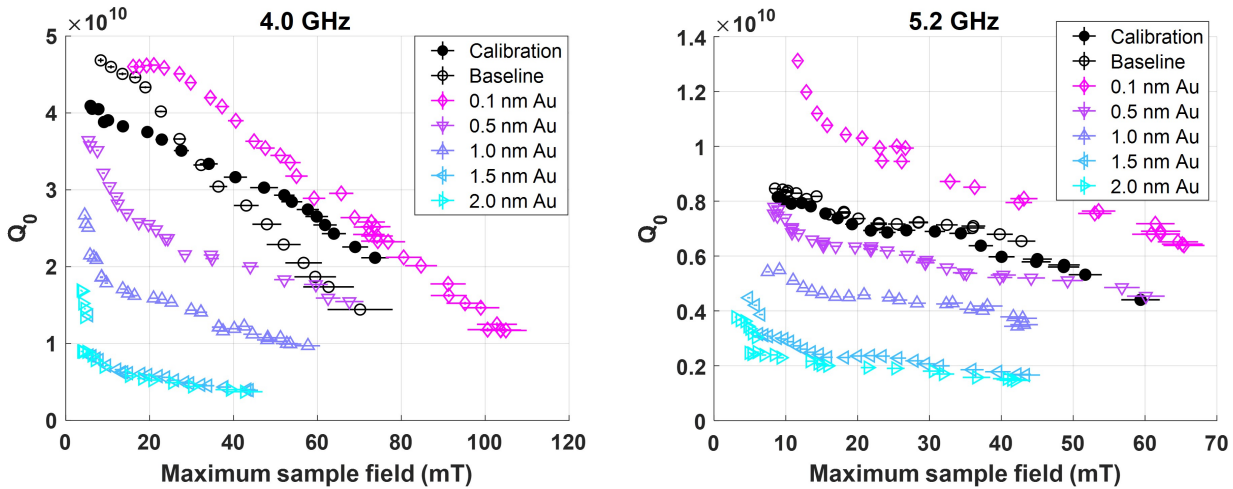 4.0 GHz
×10¹⁰
5
4
3
2
1
0
Q₀
0 20 40 60 80 100 120
Maximum sample field (mT)
Calibration
Baseline
0.1 nm Au
0.5 nm Au
1.0 nm Au
1.5 nm Au
2.0 nm Au
5.2 GHz
×10¹⁰
1.4
1.2
1
0.8
0.6
0.4
0.2
0
Q₀
0 10 20 30 40 50 60 70
Maximum sample field (mT)
Calibration
Baseline
0.1 nm Au
0.5 nm Au
1.0 nm Au
1.5 nm Au
2.0 nm Au